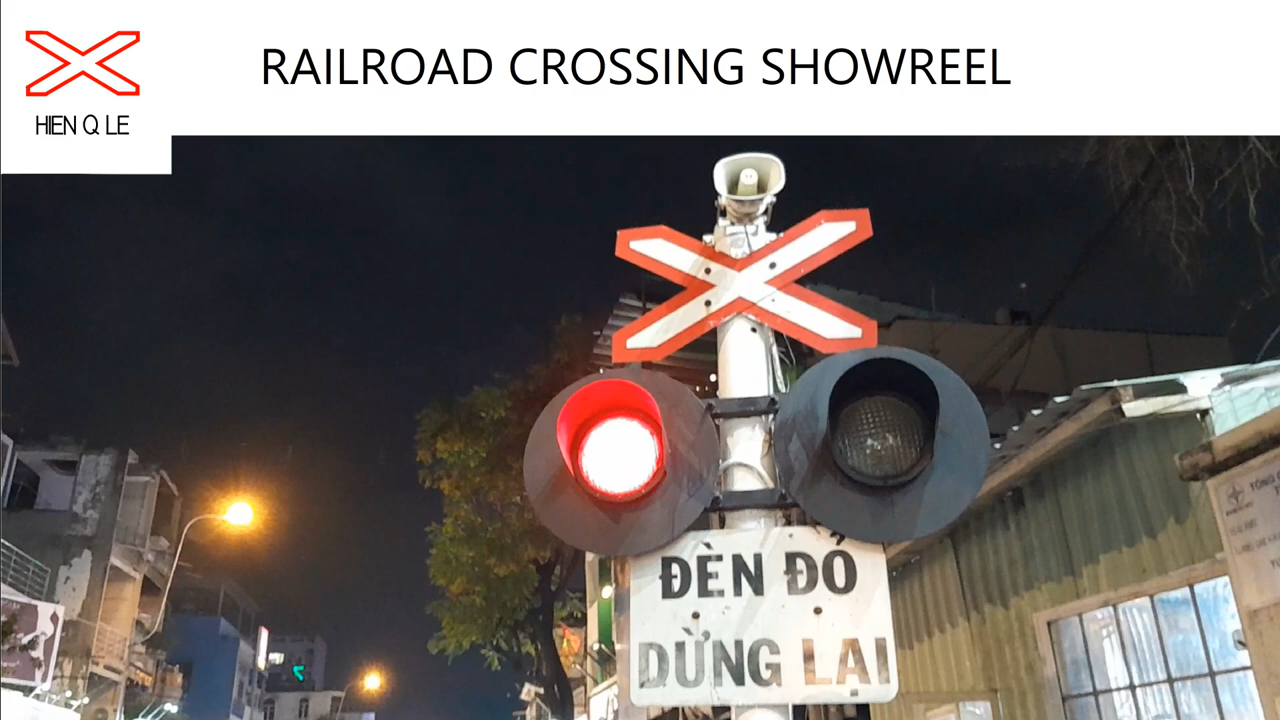 RAILROAD CROSSING SHOWREEL
HIEN Q LE
ĐÈN ĐỎ
DỪNG LẠI